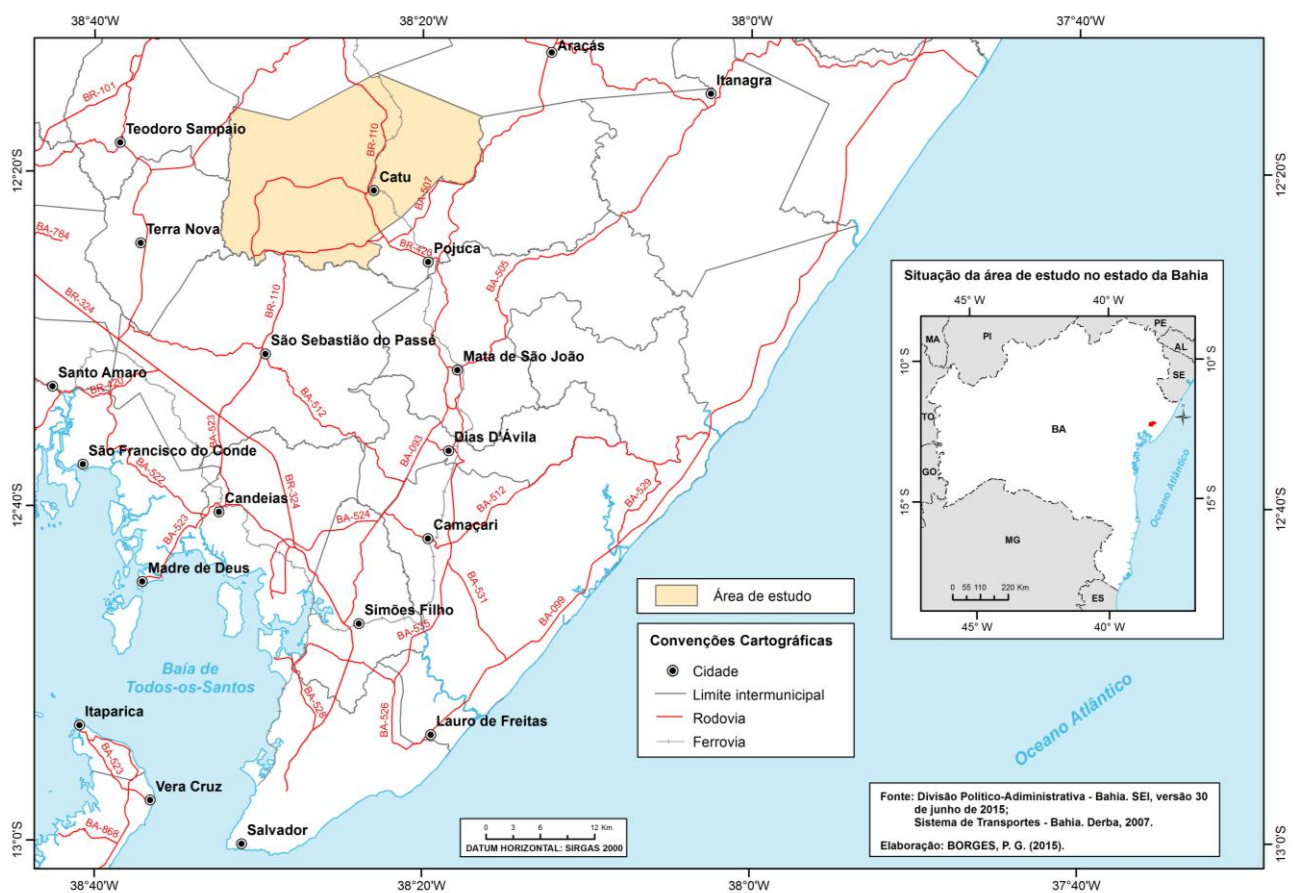 38°40'W
38°20'W
38°0'W
37°40'W
Araçás
Itanagra
BR-101
Teodoro Sampaio
BR-110
12°20'S
12°20'S
Catu
BA-507
Terra Nova
BA-784
BR-420
Pojuca
BA-505
BR-324
BR-110
São Sebastião do Passé
Mata de São João
Santo Amaro
BR-420
BA-512
BA-523
BA-093
Dias D'Ávila
São Francisco do Conde
BA-522
BR-324
BA-512
BA-529
12°40'S
12°40'S
Candeias
BA-524
Camaçari
BA-523
Madre de Deus
BA-531
BA-099
Simões Filho
BA-535
Baía de
Todos-os-Santos
BA-528
BA-526
Itaparica
Lauro de Freitas
BA-523
Vera Cruz
BA-868
Salvador
13°0'S
13°0'S
Oceano Atlântico
Situação da área de estudo no estado da Bahia
45° W
40° W
MA
PI
PE
AL
SE
10° S
10° S
TO
BA
GO
15° S
15° S
Oceano Atlântico
MG
ES
0 55 110 220 Km
45° W
40° W
Área de estudo
Convenções Cartográficas
Cidade
Limite intermunicipal
Rodovia
Ferrovia
0 3 6 12 Km
DATUM HORIZONTAL: SIRGAS 2000
Fonte: Divisão Político-Adiministrativa - Bahia. SEI, versão 30
de junho de 2015;
Sistema de Transportes - Bahia. Derba, 2007.
Elaboração: BORGES, P. G. (2015).
38°40'W
38°20'W
38°0'W
37°40'W